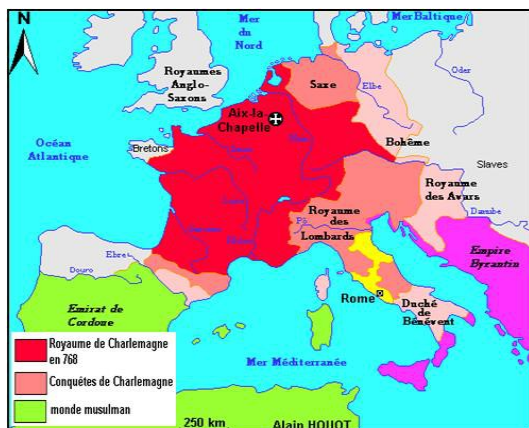 N
Mer
du
Nord
Mer Baltique
Royaumes
Anglo-
Saxons
Saxe
Elbe
Oder
Aix-la
Chapelle
Océan
Atlantique
Bretons
Bohême
Slaves
Royaume
des Avars
Danube
Royaume
des
Lombards
Pô
Ebre
Douro
Empire
Byzantin
Rome
Duché
de
Bénévent
Emirat de
Cordoue
Mer Méditerranée
Royaume de Charlemagne
en 768
Conquêtes de Charlemagne
monde musulman
250 km
Alain HOUOT